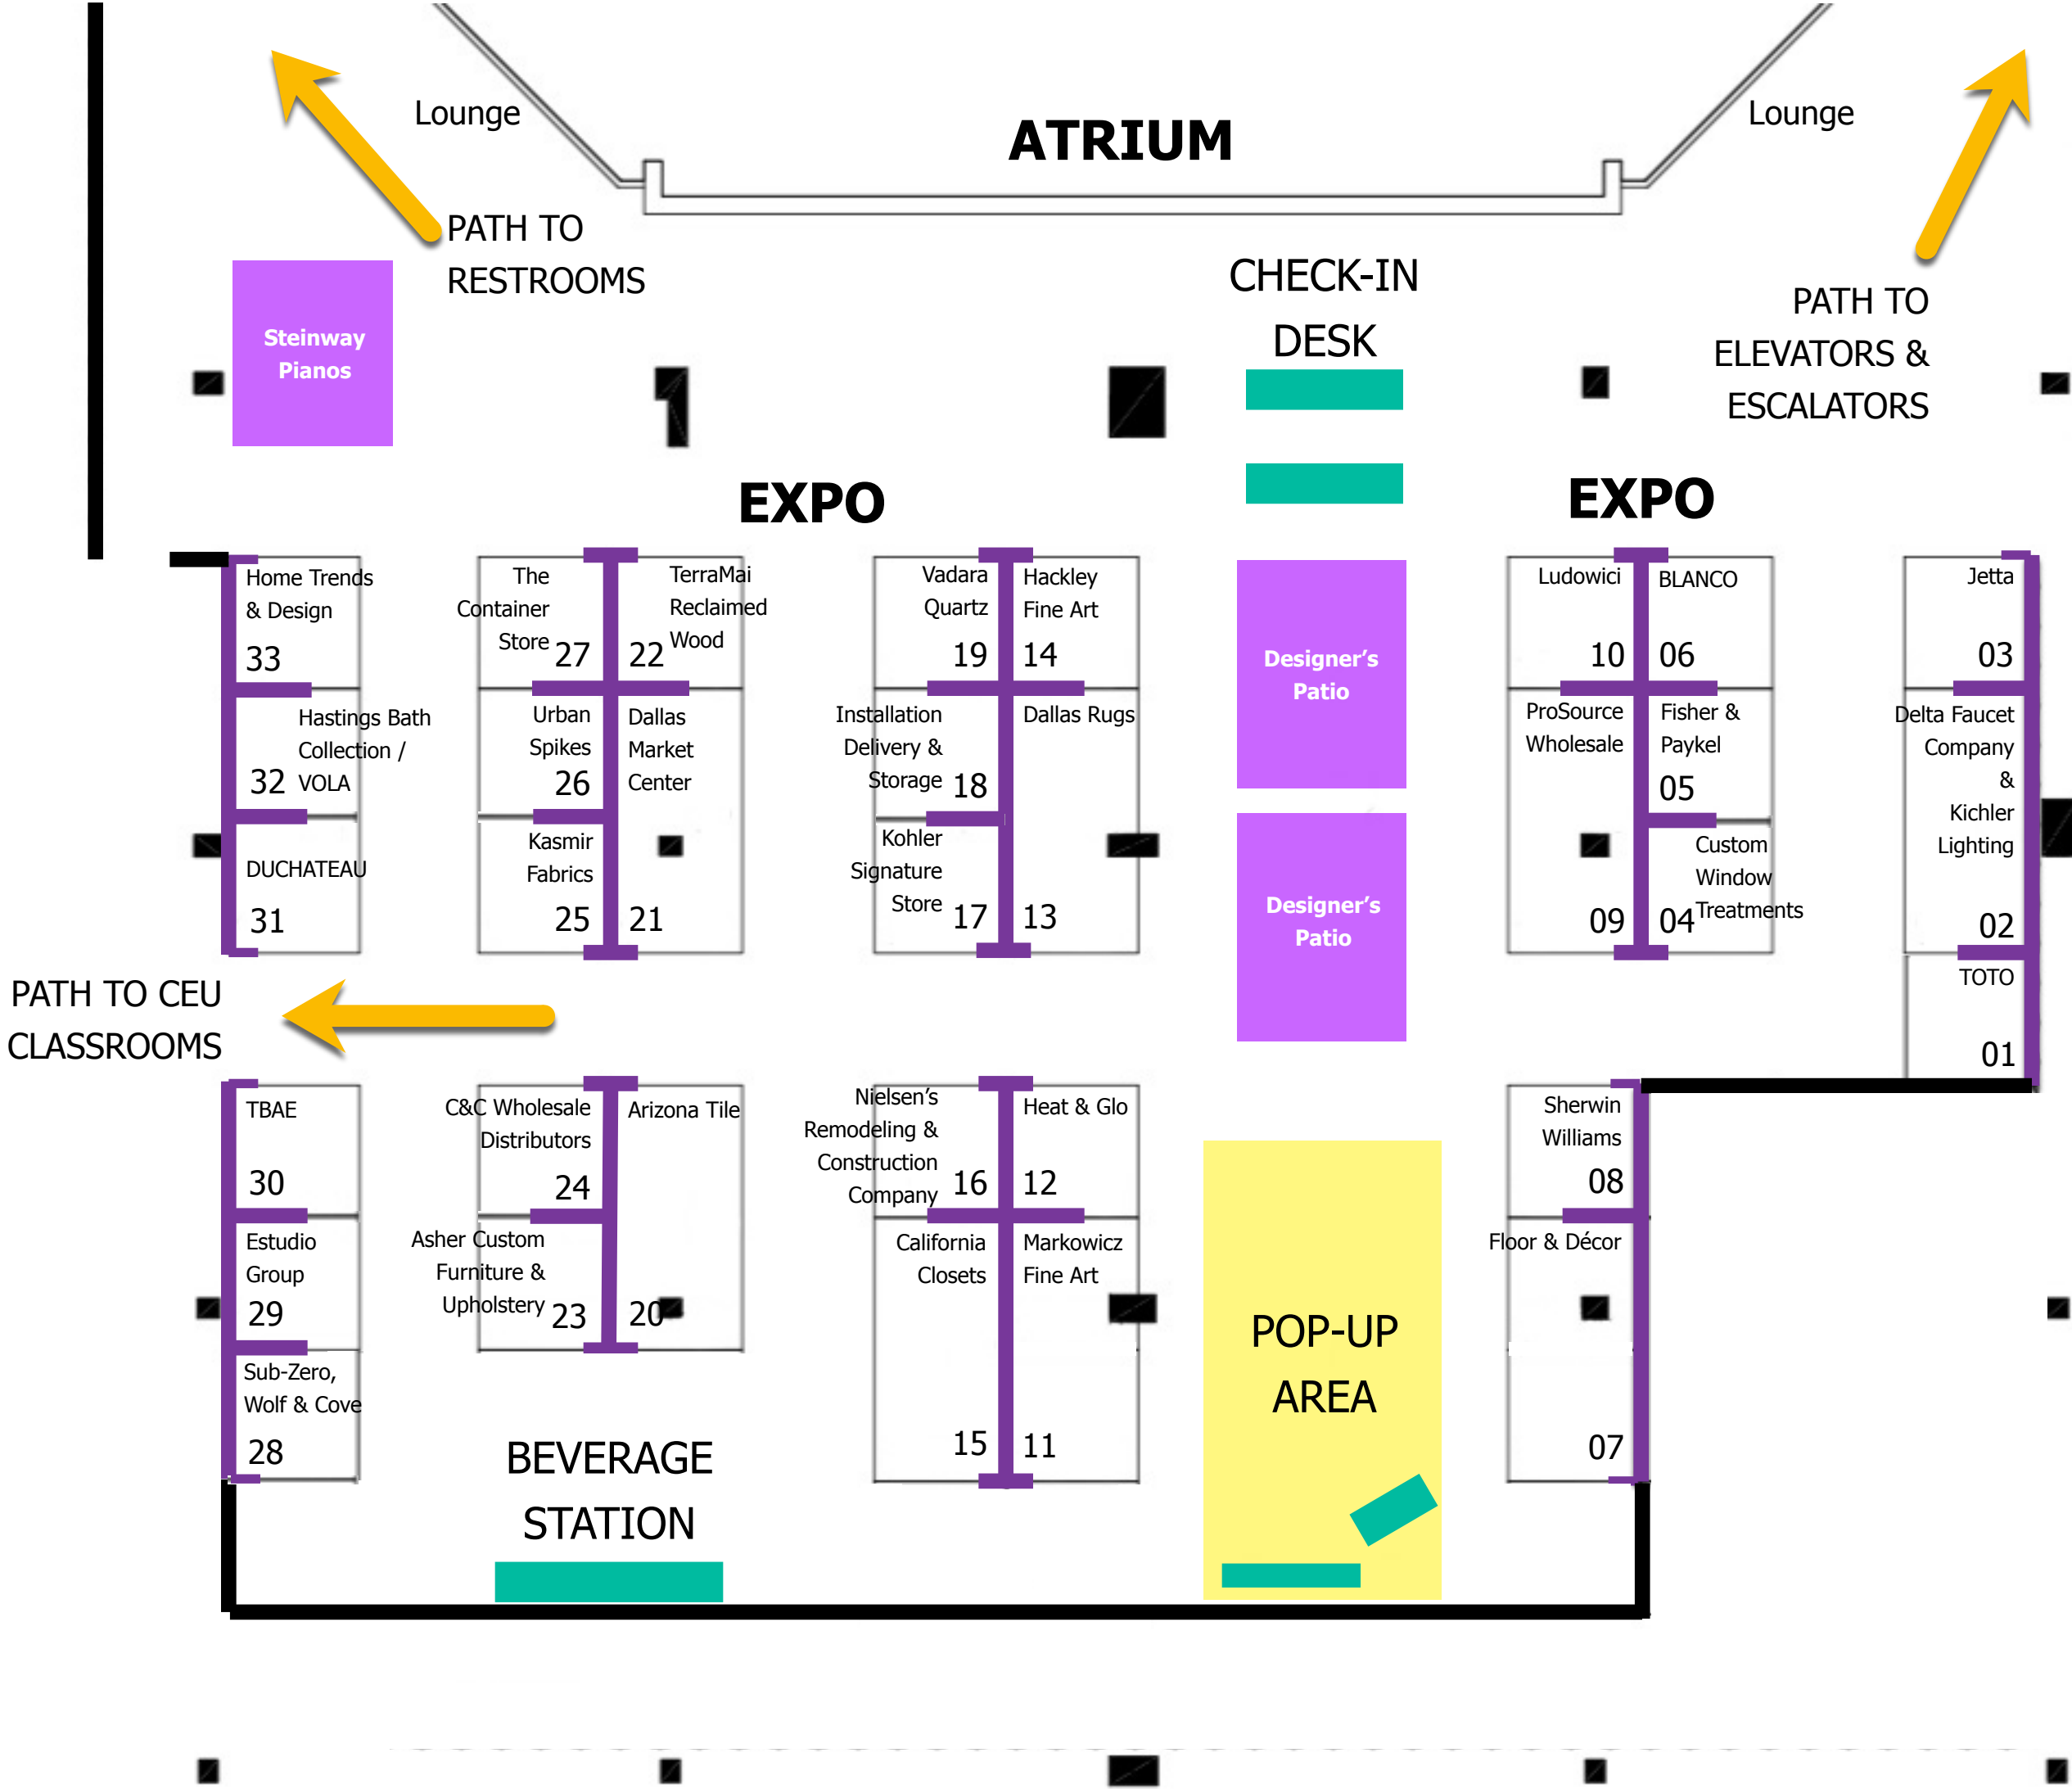 Lounge
ATRIUM
Lounge
PATH TO
RESTROOMS
CHECK-IN
DESK
PATH TO
ELEVATORS &
ESCALATORS
Steinway
Pianos
EXPO
EXPO
Home Trends
& Design
33
Hastings Bath
Collection /
VOLA
32
DUCHATEAU
31
The
Container
Store
27
TerraMai
Reclaimed
Wood
22
Urban
Spikes
26
Dallas
Market
Center
Kasmir
Fabrics
25
21
Vadara
Quartz
19
Hackley
Fine Art
14
Installation
Delivery &
Storage
18
Dallas Rugs
Kohler
Signature
Store
17
13
Designer's
Patio
Designer's
Patio
Ludowici
10
BLANCO
06
ProSource
Wholesale
Fisher &
Paykel
05
Custom
Window
Treatments
09
04
Jetta
03
Delta Faucet
Company
&
Kichler
Lighting
02
TOTO
01
PATH TO CEU
CLASSROOMS
TBAE
30
Estudio
Group
29
Sub-Zero,
Wolf & Cove
28
C&C Wholesale
Distributors
24
Arizona Tile
Asher Custom
Furniture &
Upholstery
23
20
Nielsen's
Remodeling &
Construction
Company
16
Heat & Glo
12
California
Closets
15
Markowicz
Fine Art
11
POP-UP
AREA
Sherwin
Williams
08
Floor & Décor
07
BEVERAGE
STATION